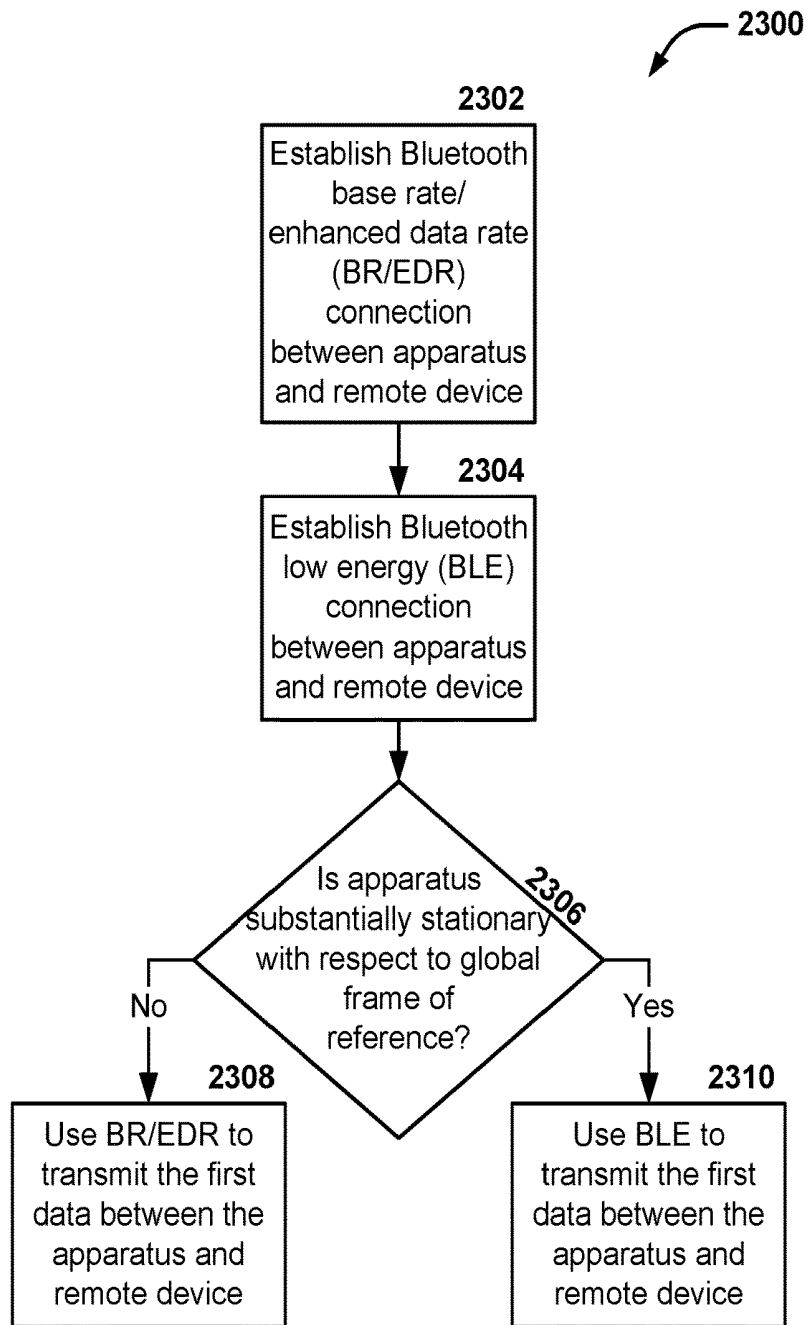 2300
2302
Establish Bluetooth
base rate/
enhanced data rate
(BR/EDR)
connection
between apparatus
and remote device
2304
Establish Bluetooth
low energy (BLE)
connection
between apparatus
and remote device
2306
Is apparatus
substantially stationary
with respect to global
frame of
reference?
No
Yes
2308
Use BR/EDR to
transmit the first
data between the
apparatus and
remote device
2310
Use BLE to
transmit the first
data between the
apparatus and
remote device